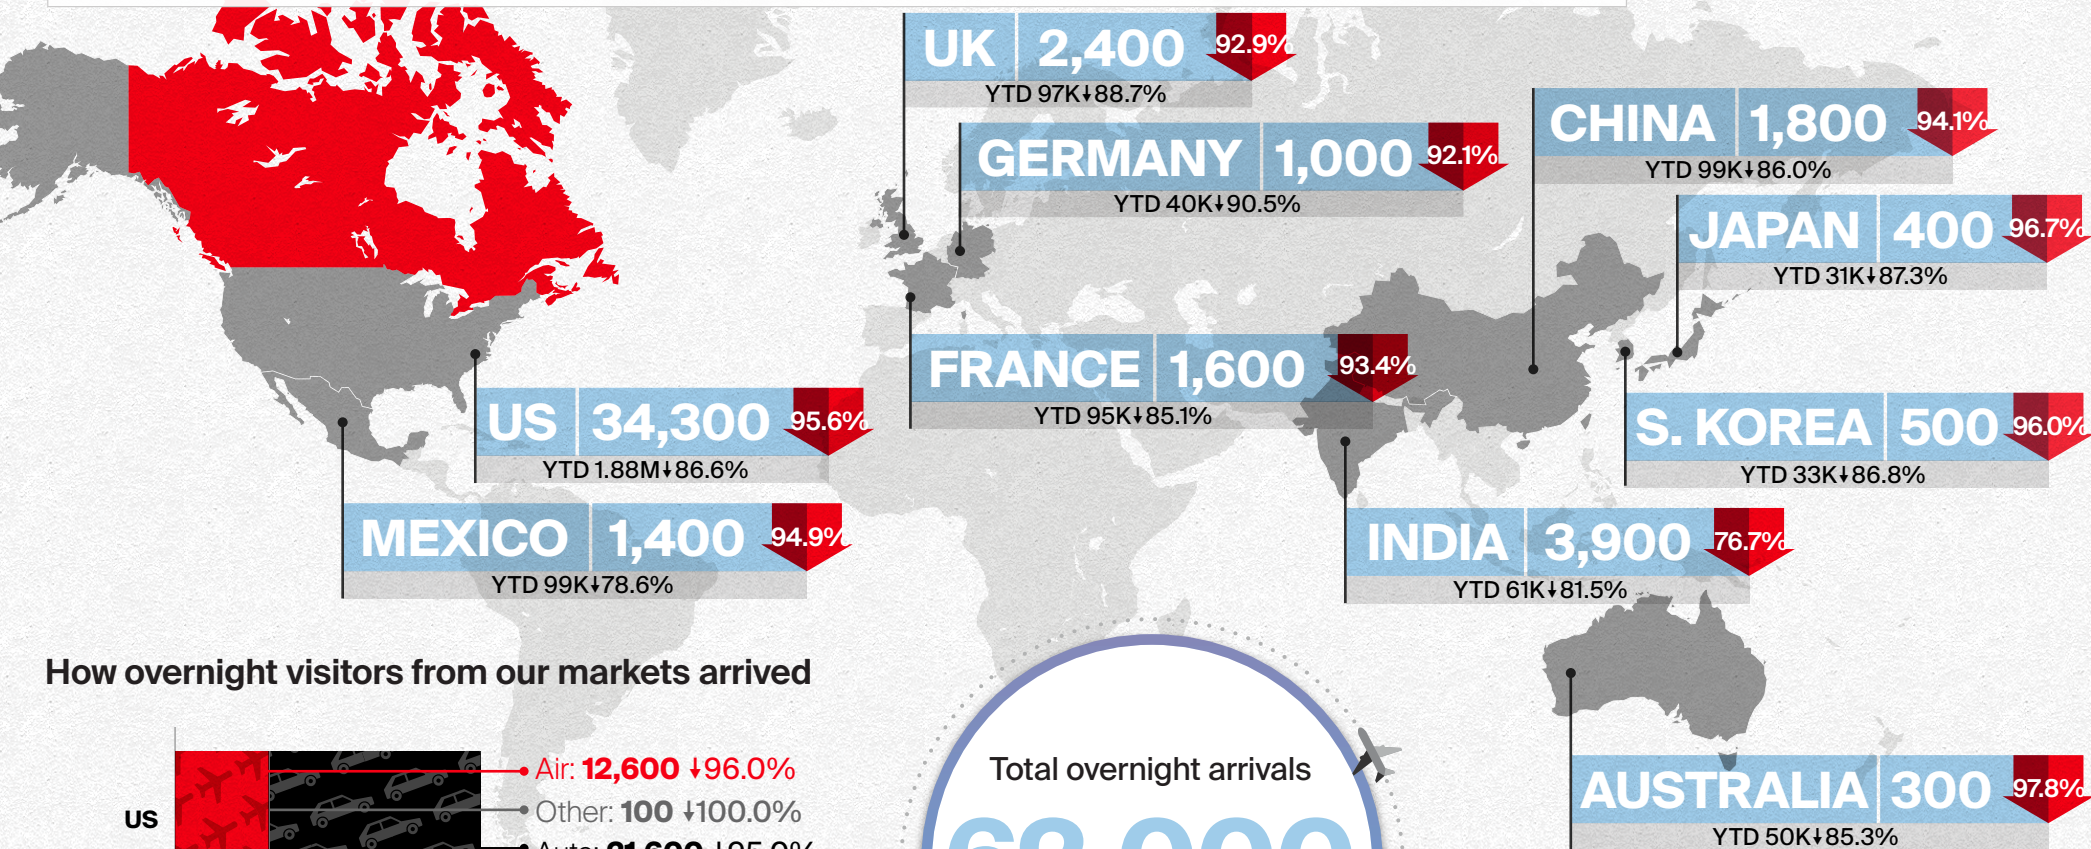 UK 2,400 92.9%
YTD 97K↓88.7%
GERMANY 1,000 92.1%
YTD 40K↓90.5%
CHINA 1,800 94.1%
YTD 99K↓86.0%
JAPAN 400 96.7%
YTD 31K↓87.3%
FRANCE 1,600 93.4%
YTD 95K↓85.1%
US 34,300 95.6%
YTD 1.88M↓86.6%
S. KOREA 500 96.0%
YTD 33K↓86.8%
MEXICO 1,400 94.9%
YTD 99K↓78.6%
INDIA 3,900 76.7%
YTD 61K↓81.5%
AUSTRALIA 300 97.8%
YTD 50K↓85.3%
How overnight visitors from our markets arrived
US
Air: 12,600 ↓96.0%
Other: 100 ↓100.0%
Total overnight arrivals